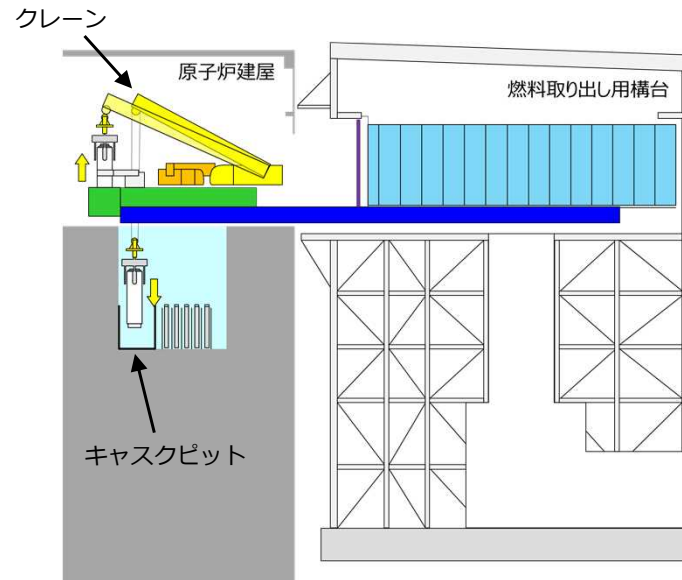 クレーン
原子炉建屋
燃料取り出し用構台
キャスクピット